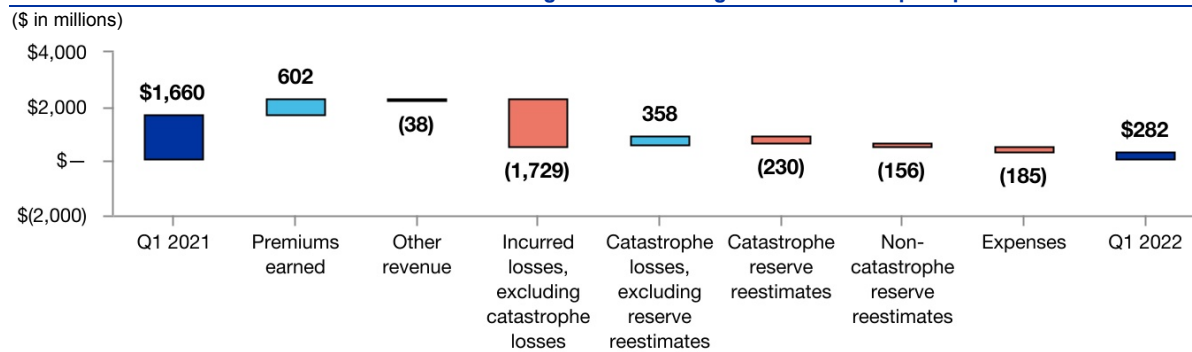 ($ in millions)
$4,000
$2,000
$—
$(2,000)
$1,660
602
(38)
(1,729)
358
(230)
(156)
(185)
$282
Q1 2021
Premiums
earned
Other
revenue
Incurred
losses,
excluding
catastrophe
losses
Catastrophe
losses,
excluding
reserve
reestimates
Catastrophe
reserve
reestimates
Non-
catastrophe
reserve
reestimates
Expenses
Q1 2022